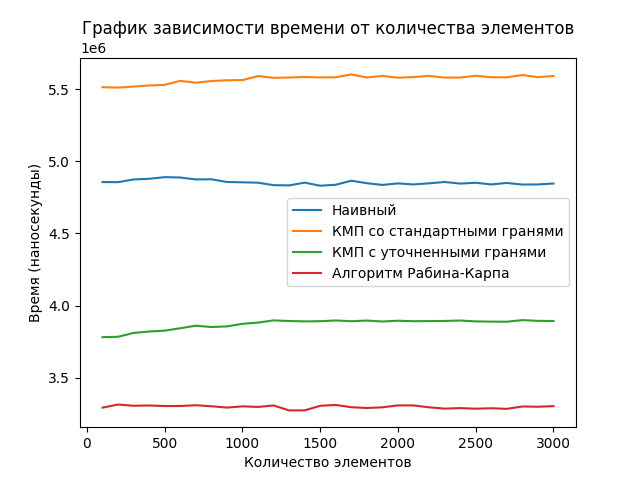 График зависимости времени от количества элементов
1e6
5.5
5.0
4.5
4.0
3.5
Время (наносекунды)
Наивный
КМП со стандартными гранями
КМП с уточненными гранями
Алгоритм Рабина-Карпа
0 500 1000 1500 2000 2500 3000
Количество элементов